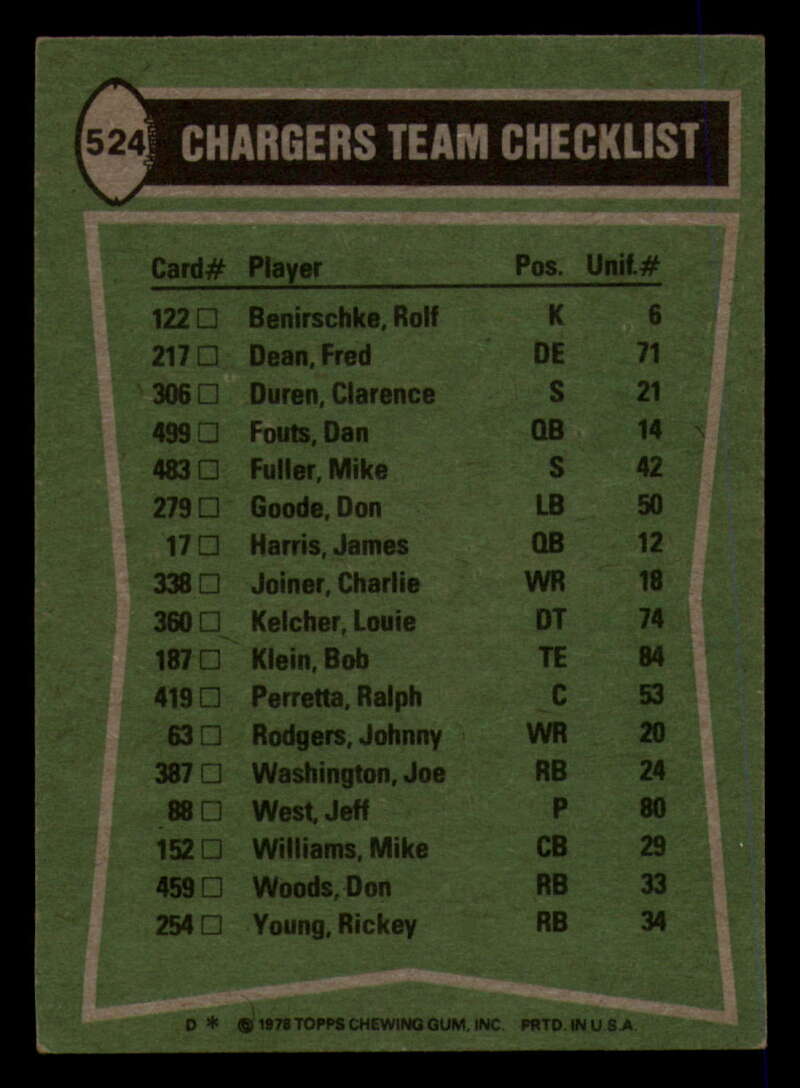 524 CHARGERS TEAM CHECKLIST
Card# Player Pos. Unif.#
122 □ Benirschke, Rolf K 6
217 □ Dean, Fred DE 71
306 □ Duren, Clarence S 21
499 □ Fouts, Dan QB 14
483 □ Fuller, Mike S 42
279 □ Goode, Don LB 50
17 □ Harris, James QB 12
338 □ Joiner, Charlie WR 18
360 □ Kelcher, Louie DT 74
187 □ Klein, Bob TE 84
419 □ Perretta, Ralph C 53
63 □ Rodgers, Johnny WR 20
387 □ Washington, Joe RB 24
88 □ West, Jeff P 80
152 □ Williams, Mike CB 29
459 □ Woods, Don RB 33
254 □ Young, Rickey RB 34
D * © 1978 TOPPS CHEWING GUM, INC. PRTD. IN U.S.A.